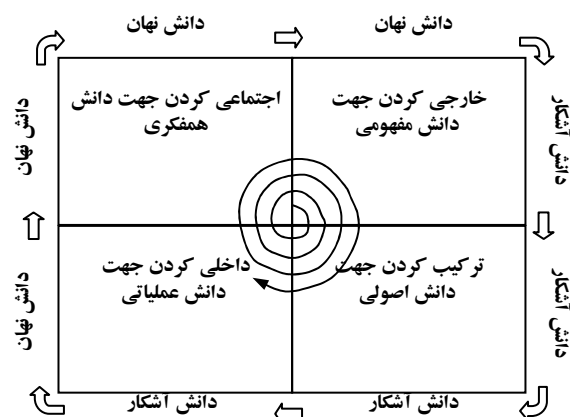 دانش نهان
دانش نهان
دانش آشکار
دانش نهان
خارجی کردن جهت
دانش مفهومی
اجتماعی کردن جهت دانش
همفکری
ترکیب کردن جهت
دانش اصولی
داخلی کردن جهت
دانش عملیاتی
دانش آشکار
دانش نهان
دانش آشکار
دانش آشکار